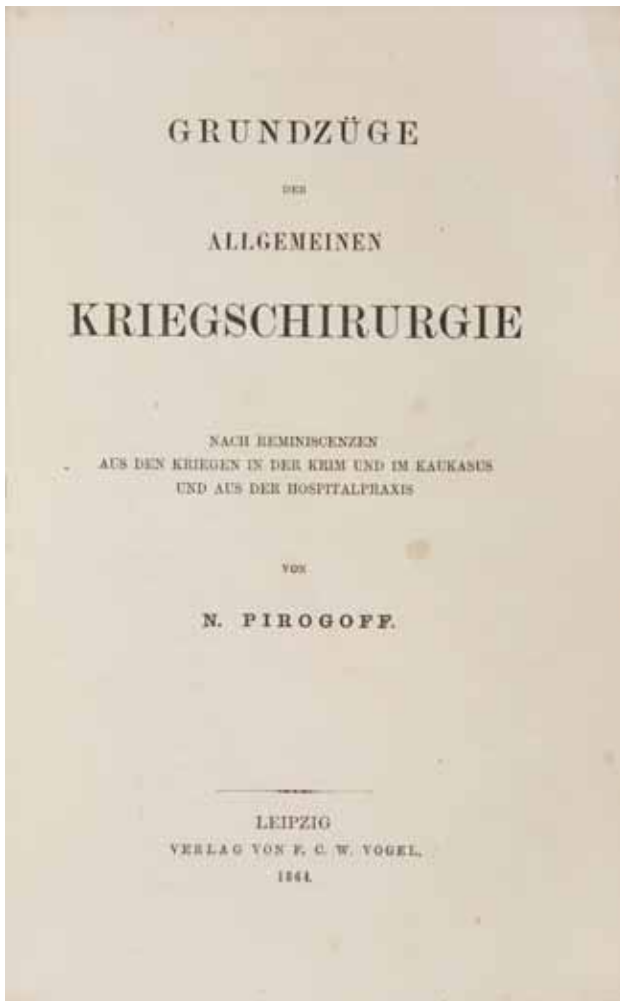 GRUNDZÜGE
DER
ALLGEMEINEN
KRIEGSCHIRURGIE
NACH REMINISCENZEN
AUS DEN KRIEGEN IN DER KRIM UND IM KAUKASUS
UND AUS DER HOSPITALPRAXIS
VON
N. PIROGOFF.
LEIPZIG
VERLAG VON F. C. W. VOGEL.
1864.